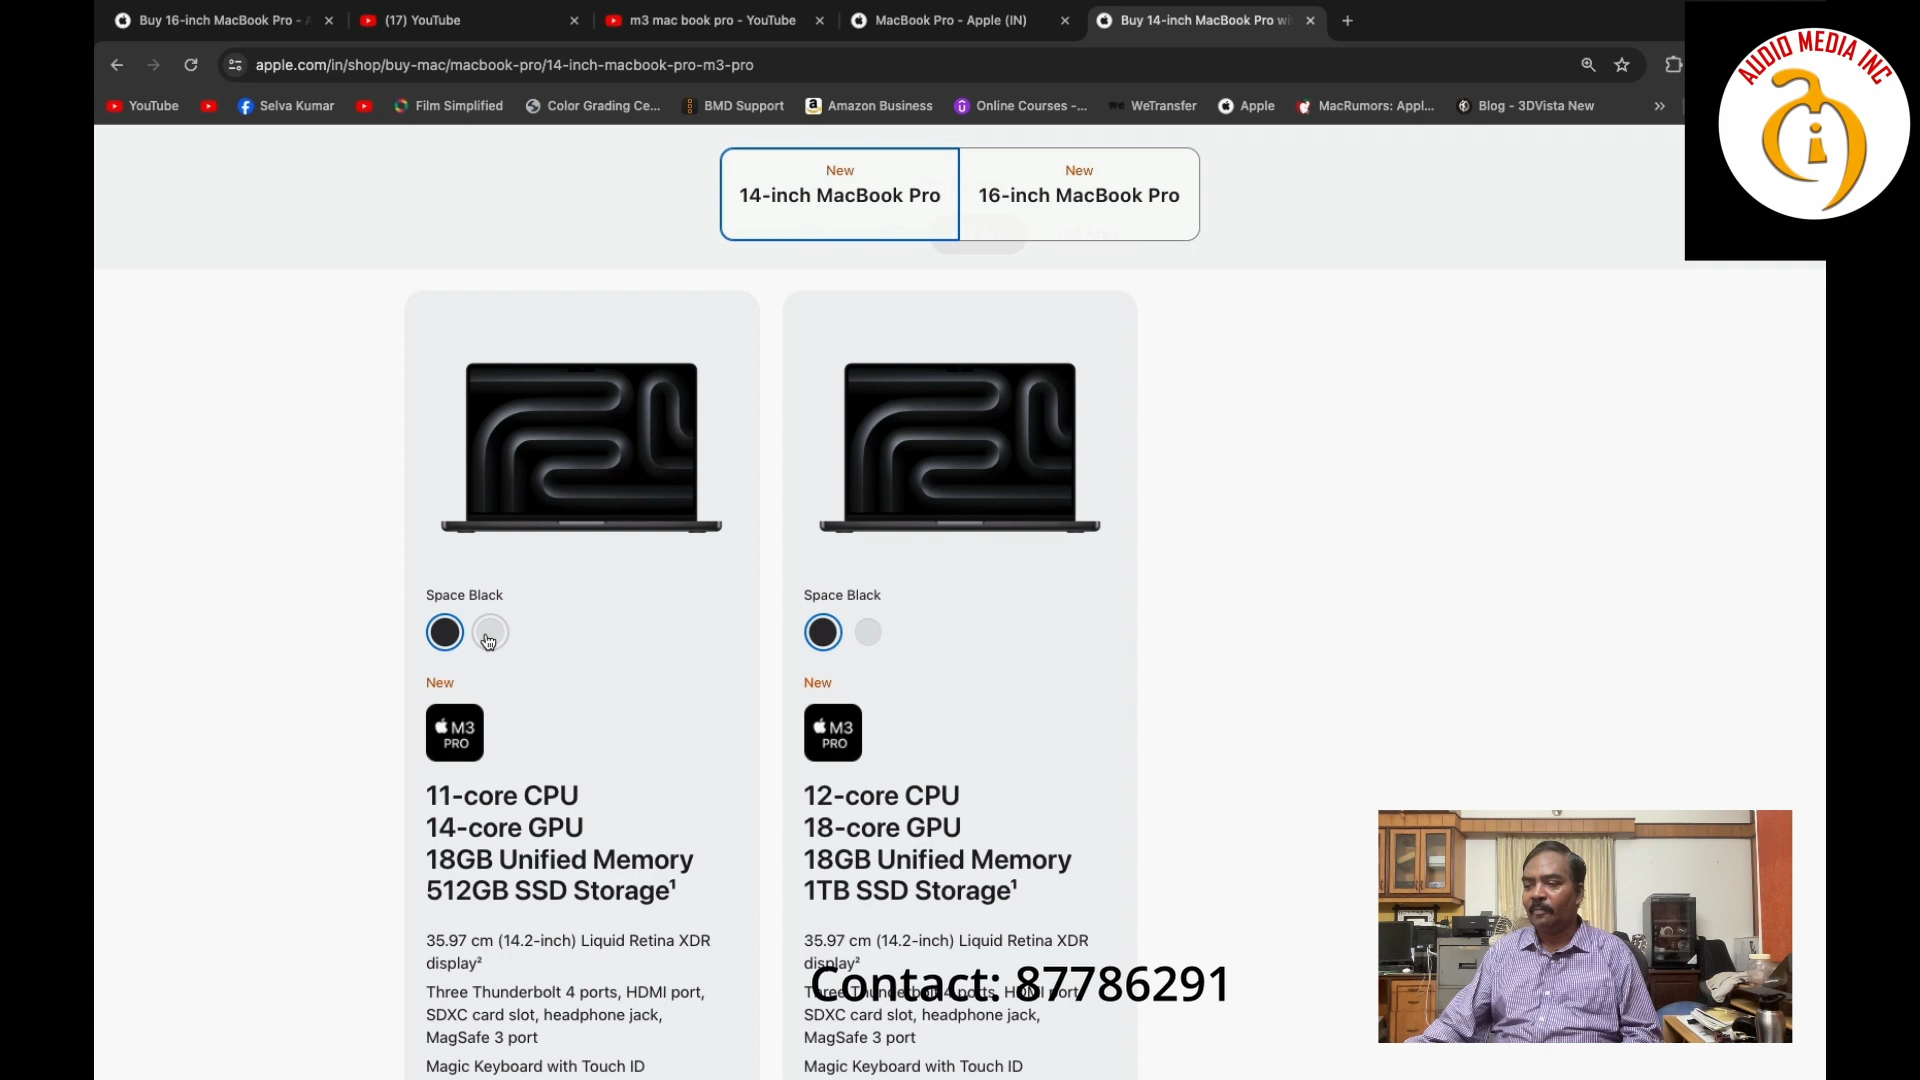 Buy 16-inch MacBook Pro -
(17) YouTube
m3 mac book pro - YouTube
MacBook Pro - Apple (IN)
Buy 14-inch MacBook Pro wi
apple.com/in/shop/buy-mac/macbook-pro/14-inch-macbook-pro-m3-pro
YouTube
Selva Kumar
Film Simplified
Color Grading Ce...
BMD Support
Amazon Business
Online Courses -...
WeTransfer
Apple
MacRumors: Appl...
Blog - 3DVista New
AUDIO MEDIA INC
New
14-inch MacBook Pro
New
16-inch MacBook Pro
Space Black
New
M3
PRO
11-core CPU
14-core GPU
18GB Unified Memory
512GB SSD Storage¹
35.97 cm (14.2-inch) Liquid Retina XDR
display²
Three Thunderbolt 4 ports, HDMI port,
SDXC card slot, headphone jack,
MagSafe 3 port
Magic Keyboard with Touch ID
Space Black
New
M3
PRO
12-core CPU
18-core GPU
18GB Unified Memory
1TB SSD Storage¹
35.97 cm (14.2-inch) Liquid Retina XDR
display²
Three Thunderbolt 4 ports, HDMI port,
SDXC card slot, headphone jack,
MagSafe 3 port
Magic Keyboard with Touch ID
Contact: 87786291